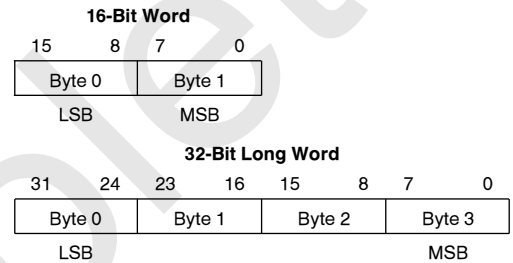 16-Bit Word
15 8 7 0
Byte 0 Byte 1
LSB MSB
32-Bit Long Word
31 24 23 16 15 8 7 0
Byte 0 Byte 1 Byte 2 Byte 3
LSB MSB